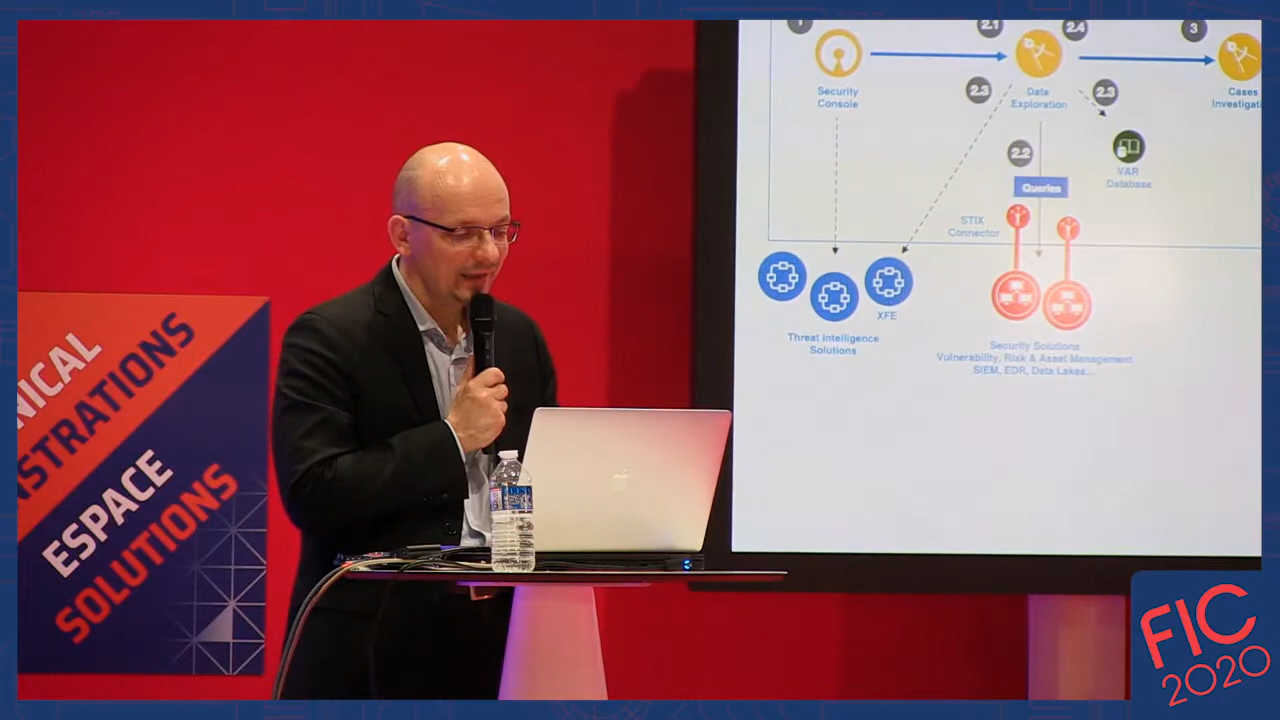 1
2.1
2.4
3
Security
Console
2.3
Data
Exploration
2.3
Cases
Investigati
2.2
VAR
Database
Queries
STIX
Connector
XFE
Threat Intelligence
Solutions
Security Solutions
Vulnerability, Risk & Asset Management
SIEM, EDR, Data Lakes...
NICAL
NSTRATIONS
ESPACE
SOLUTIONS
FIC
2020